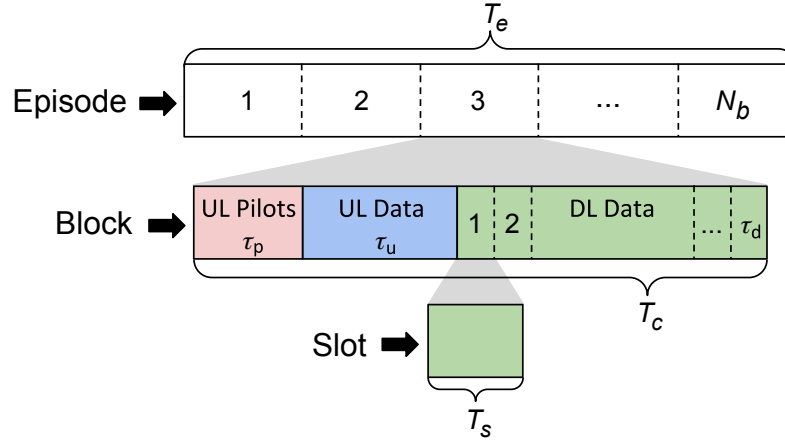 T_e
Episode 1 2 3 ... N_b
Block UL Pilots τ_p UL Data τ_u 1 2 DL Data ... τ_d
T_c
Slot
T_s